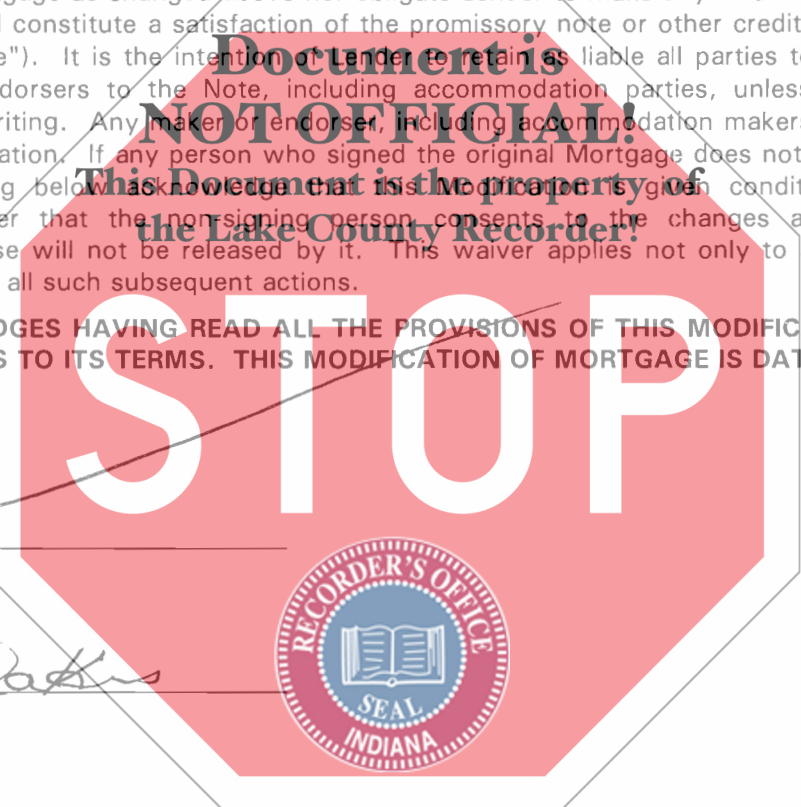 constitute a satisfaction of the promissory note or other credit
e"). It is the intention of Lender to retain as liable all parties to
dorsers to the Note, including accommodation parties, unless
riting. Any maker or endorser, including accommodation makers
ation. If any person who signed the original Mortgage does not
g below acknowledge that this Modification is given condit
er that the non-signing person consents to the changes a
se will not be released by it. This waiver applies not only to
all such subsequent actions.
DGES HAVING READ ALL THE PROVISIONS OF THIS MODIFIC
S TO ITS TERMS. THIS MODIFICATION OF MORTGAGE IS DAT
Document is
NOT OFFICIAL!
This Document is the property of
the Lake County Recorder!
STOP
RECORDER'S OFFICE
SEAL
INDIANA